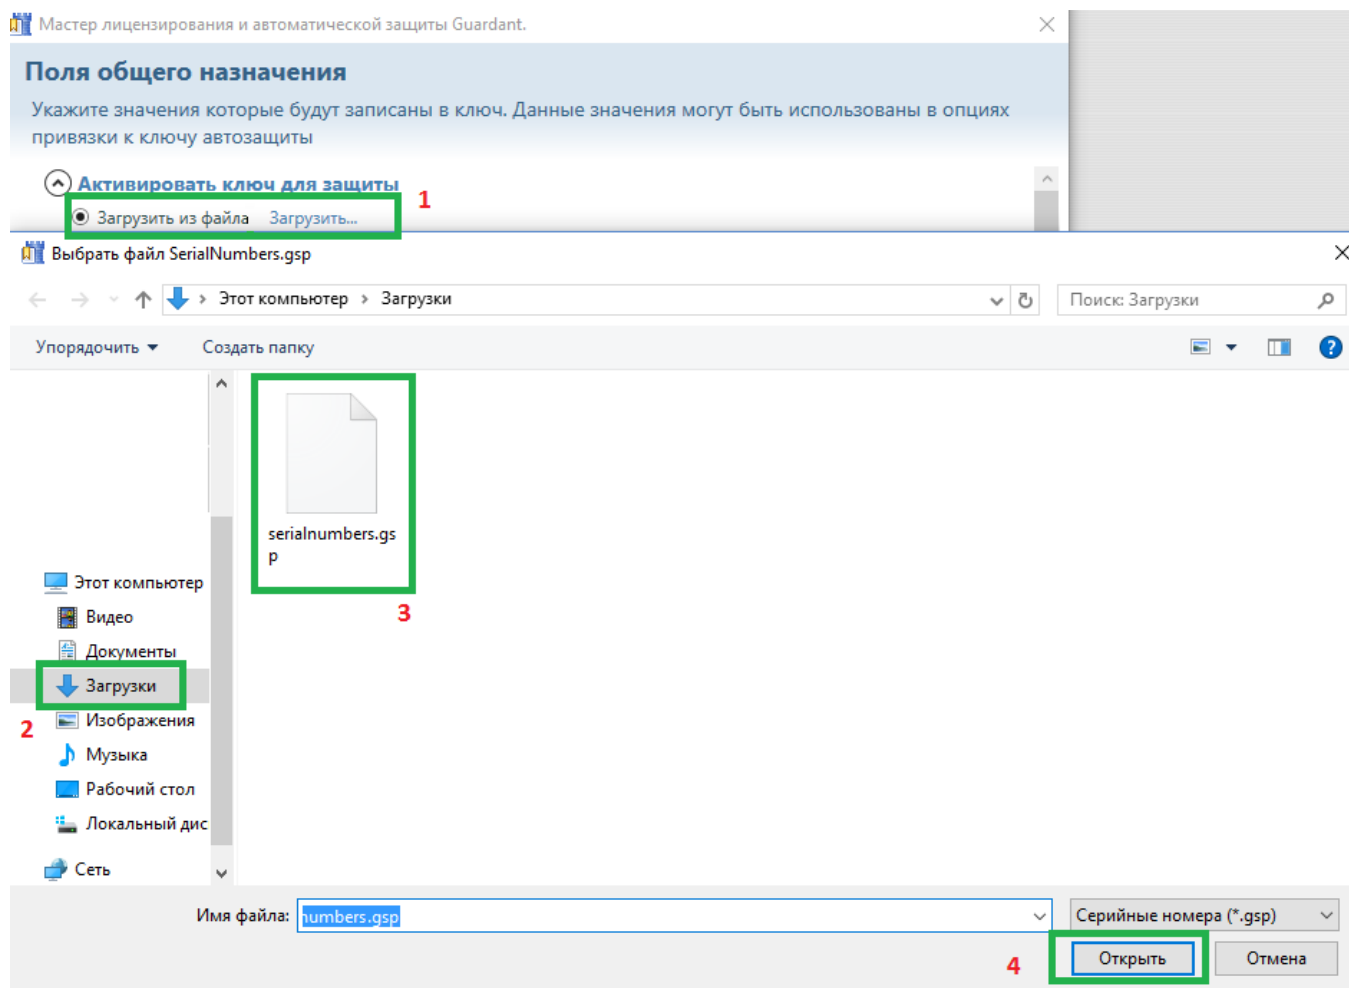 Мастер лицензирования и автоматической защиты Guardant.
Поля общего назначения
Укажите значения которые будут записаны в ключ. Данные значения могут быть использованы в опциях
привязки к ключу автозащиты
Активировать ключ для защиты
1
Загрузить из файла Загрузить...
Выбрать файл SerialNumbers.gsp
Этот компьютер > Загрузки
Поиск: Загрузки
Упорядочить Создать папку
?
serialnumbers.gs
p
3
Этот компьютер
Видео
Документы
Загрузки
2
Изображения
Музыка
Рабочий стол
Локальный дис
Сеть
Имя файла: numbers.gsp
Серийные номера (*.gsp)
4
Открыть Отмена